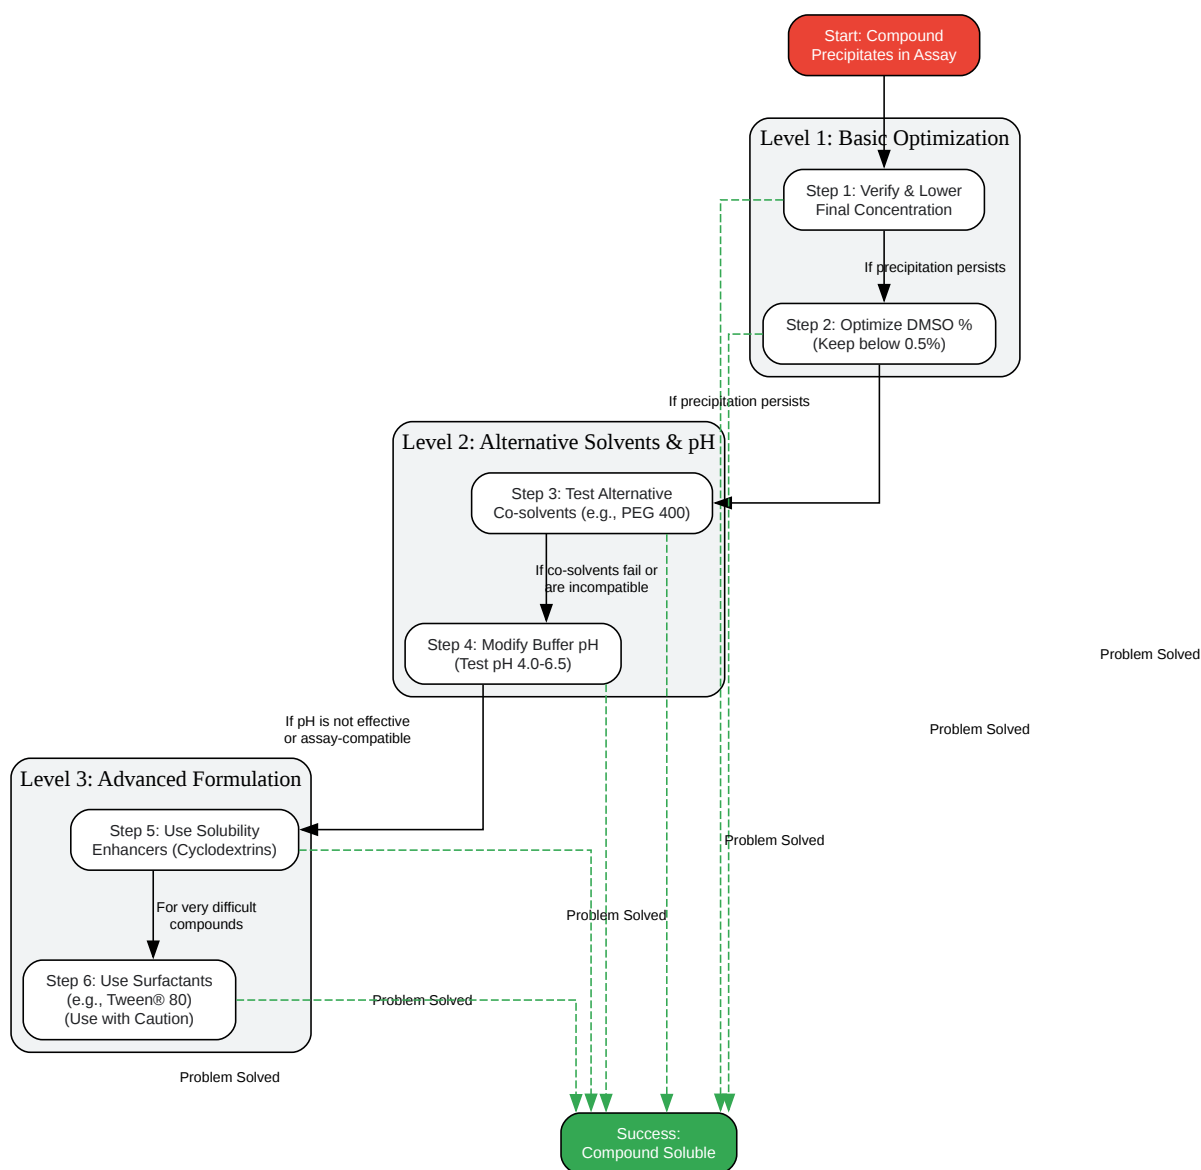 Start: Compound
Precipitates in Assay
Level 1: Basic Optimization
Step 1: Verify & Lower
Final Concentration
If precipitation persists
Step 2: Optimize DMSO %
(Keep below 0.5%)
If precipitation persists
Level 2: Alternative Solvents & pH
Step 3: Test Alternative
Co-solvents (e.g., PEG 400)
If co-solvents fail or
are incompatible
Step 4: Modify Buffer pH
(Test pH 4.0-6.5)
Problem Solved
If pH is not effective
or assay-compatible
Problem Solved
Level 3: Advanced Formulation
Step 5: Use Solubility
Enhancers (Cyclodextrins)
Problem Solved
For very difficult
compounds
Problem Solved
Step 6: Use Surfactants
(e.g., Tween® 80)
(Use with Caution)
Problem Solved
Problem Solved
Success:
Compound Soluble